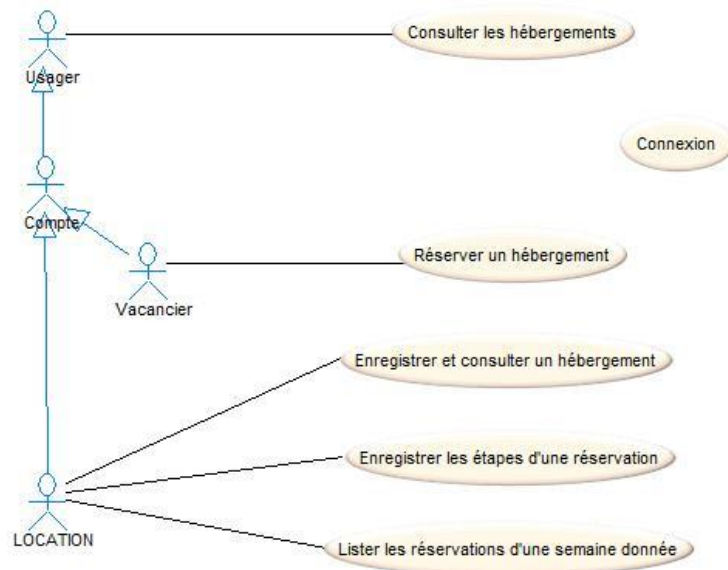 Consulter les hébergements
Usager
Connexion
Compte
Réserver un hébergement
Vacancier
Enregistrer et consulter un hébergement
Enregistrer les étapes d'une réservation
LOCATION
Lister les réservations d'une semaine donnée